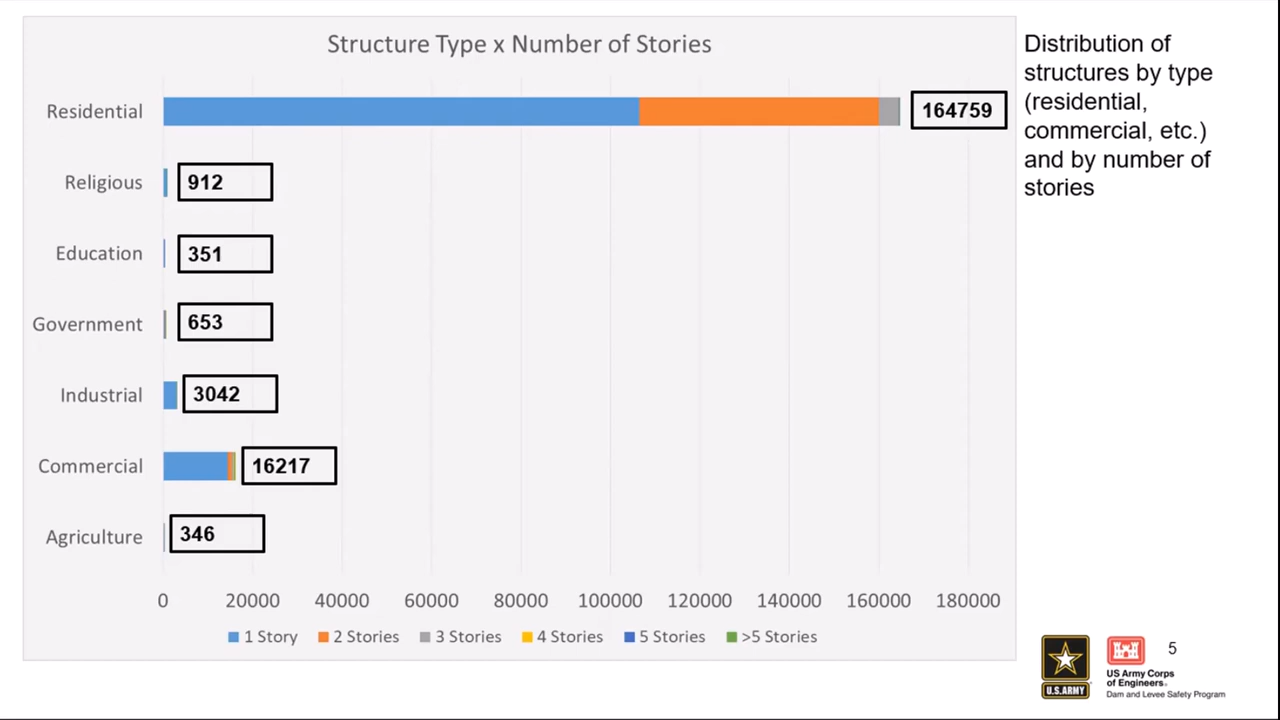 Structure Type x Number of Stories
Residential
164759
Religious
912
Education
351
Government
653
Industrial
3042
Commercial
16217
Agriculture
346
0 20000 40000 60000 80000 100000 120000 140000 160000 180000
1 Story 2 Stories 3 Stories 4 Stories 5 Stories >5 Stories
Distribution of
structures by type
(residential,
commercial, etc.)
and by number of
stories
U.S.ARMY
US Army Corps
of Engineers®
Dam and Levee Safety Program
5